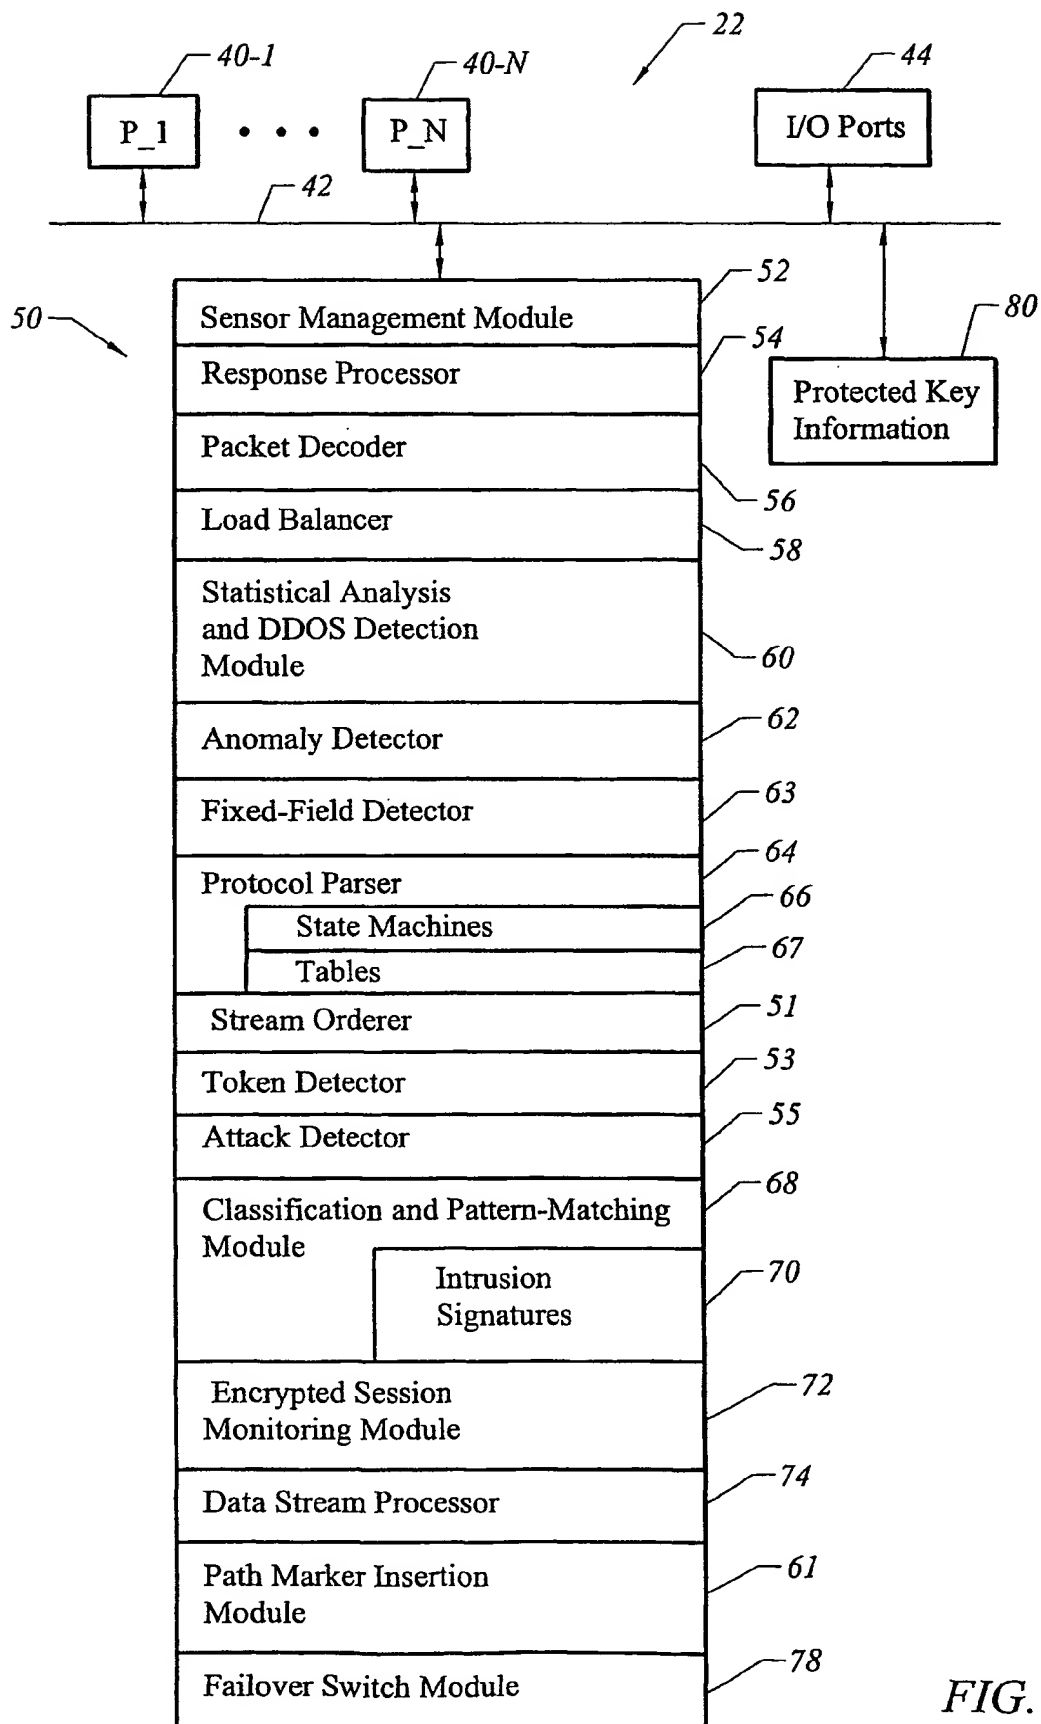 40-1
40-N
22
44
P_1
P_N
I/O Ports
42
50
52
Sensor Management Module
80
54
Response Processor
Protected Key
Information
Packet Decoder
56
Load Balancer
58
Statistical Analysis
and DDOS Detection
Module
60
62
Anomaly Detector
63
Fixed-Field Detector
64
Protocol Parser
66
State Machines
67
Tables
51
Stream Orderer
53
Token Detector
55
Attack Detector
68
Classification and Pattern-Matching
Module
70
Intrusion
Signatures
72
Encrypted Session
Monitoring Module
74
Data Stream Processor
61
Path Marker Insertion
Module
78
Failover Switch Module
FIG.